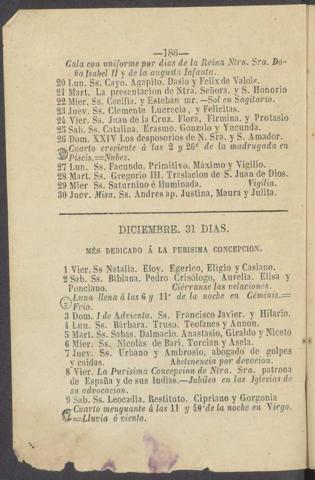 —186—
Gala con uniforme por dias de la Reina Ntra. Sra. Do-
ña Isabel II y de la augusta Infanta.
20 Lun. Ss. Cayo. Agapito. Dasio y Felix de Valois.
21 Mart. La presentacion de Ntra. Señora. y S. Honorio
22 Mier. Ss. Cecilia. y Esteban mr. —Sol en Sagitario.
23 Juev. Ss. Clemente Lucrecia, y Felicitas.
24 Vier. Ss. Juan de la Cruz. Flora, Firmina. y Protasio
25 Sab. Ss. Catalina. Erasmo. Gonzalo y Yucunda.
26 Dom. XXIV Los desposorios de N. Sra. y S. Amador.
Cuarto creciente á las 2 y 26' de la madrugada en
Piscis.=Nubes.
27 Lun. Ss. Facundo. Primitivo. Máximo y Vigilio.
28 Mart. Ss. Gregorio III. Traslacion de S. Juan de Dios.
29 Mier Ss. Saturnino é Iluminada. Vigilia.
30 Juev. Misa. Ss. Andres ap. Justina, Maura y Julita.
DICIEMBRE. 31 DIAS.
MÉS DEDICADO Á LA PURISIMA CONCEPCION.
1 Vier. Ss Natalia. Eloy. Egerico, Eligio y Casiano.
2 Sab. Ss. Bibiana. Pedro Crisólogo, Aurelia. Elisa y
Ponciano. Ciérranse las velaciones.
Luna llena á las 6 y 11' de la noche en Géminis.=
Frio.
3 Dom. I de Adviento. Ss. Francisco Javier. y Hilario.
4 Lun. Ss. Bárbara. Truso. Teofanes y Annon.
5 Mart. Ss. Sabas. Dalmacio. Anastasio, Giraldo y Niceto
6 Mier. Ss. Nicolás de Bari. Torcian y Asela.
7 Juev. Ss. Urbano y Ambrosio, abogado de golpes
y caidas. Abstinencia por devocion.
8 Vier. La Purísima Concepcion de Ntra. Sra. patrona
de España y de sus Indias.—Jubileo en las Iglesias de
su advocacion.
9 Sab. Ss. Leocadia. Restituto. Cipriano y Gorgonia
Cuarto menguante á las 11 y 40' de la noche en Virgo.
=Lluvia ó viento.